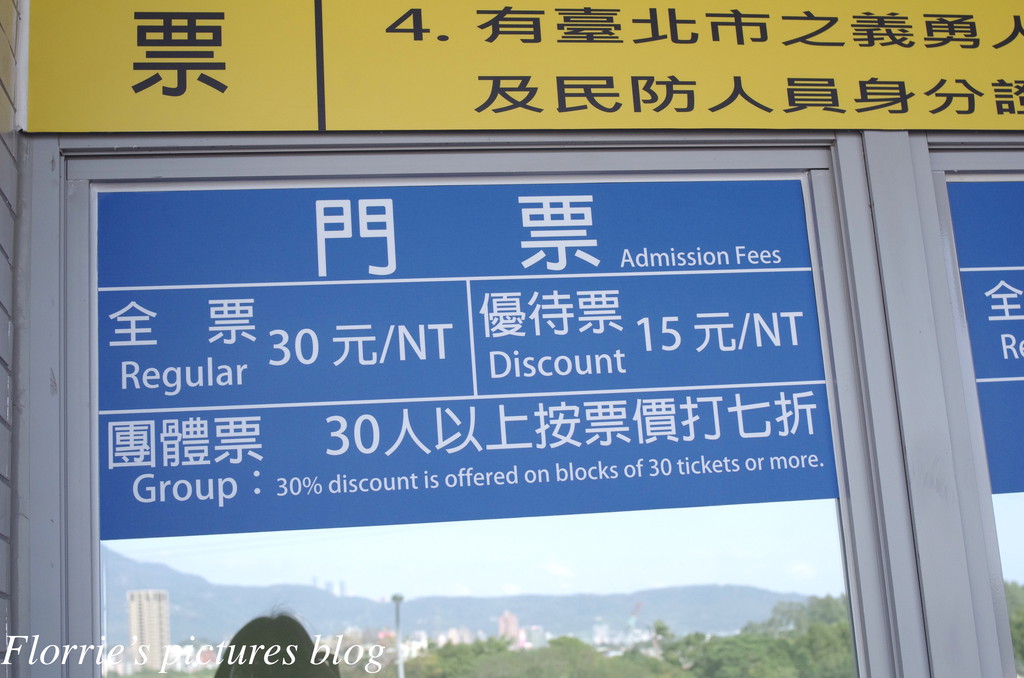 票
4. 有臺北市之義勇人
及民防人員身分證
門 票 Admission Fees
全 票 30 元/NT
Regular
優待票 15 元/NT
Discount
團體票 30人以上按票價打七折
Group：30% discount is offered on blocks of 30 tickets or more.
全
Re
Florrie's pictures blog